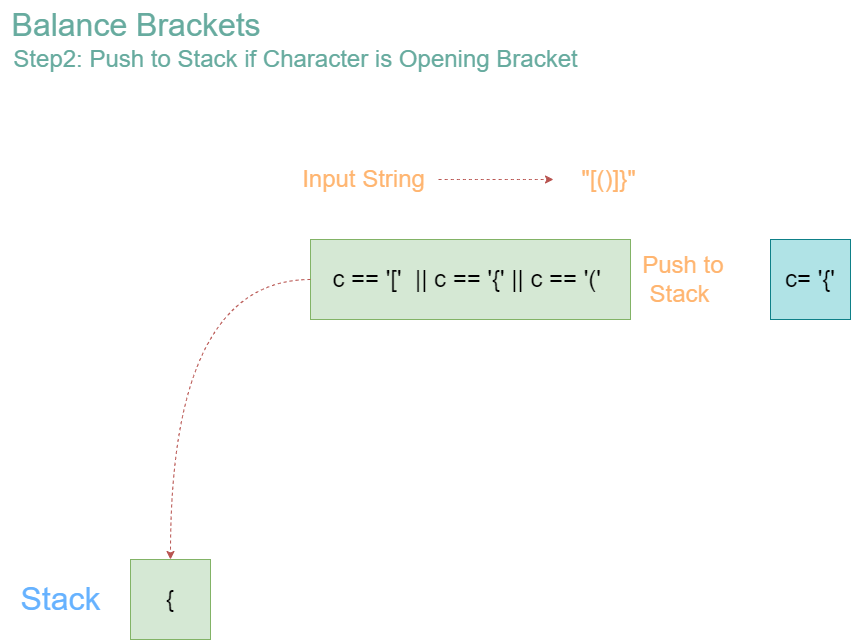 Balance Brackets
Step2: Push to Stack if Character is Opening Bracket
Input String
"[()]}"
c == '[' || c == '{' || c == '('
Push to
Stack
c= '{'
Stack
{